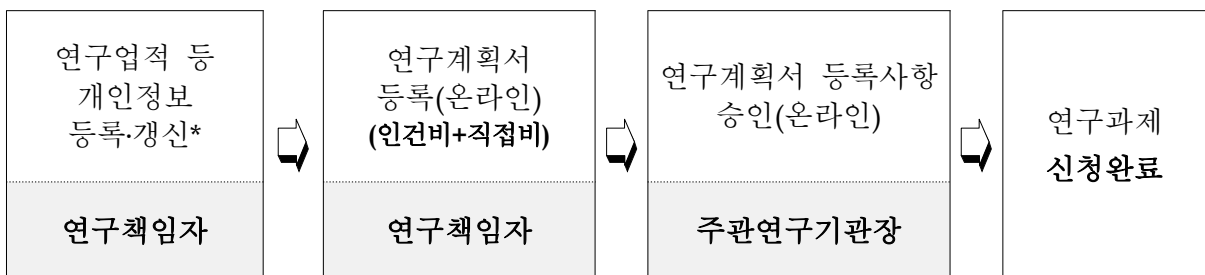 연구업적 등
개인정보
등록·갱신*
연구책임자
연구계획서
등록(온라인)
(인건비+직접비)
연구책임자
연구계획서 등록사항
승인(온라인)
주관연구기관장
연구과제
신청완료